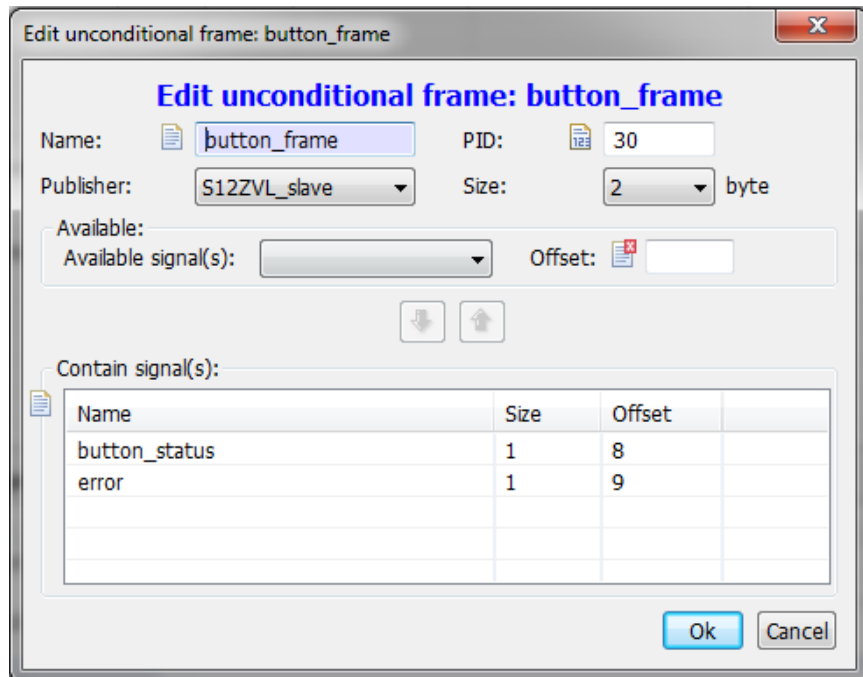 Edit unconditional frame: button_frame
Edit unconditional frame: button_frame
Name: button_frame PID: 30
Publisher: S12ZVL_slave Size: 2 byte
Available:
Available signal(s): Offset:
Contain signal(s):
Name Size Offset
button_status 1 8
error 1 9
Ok Cancel